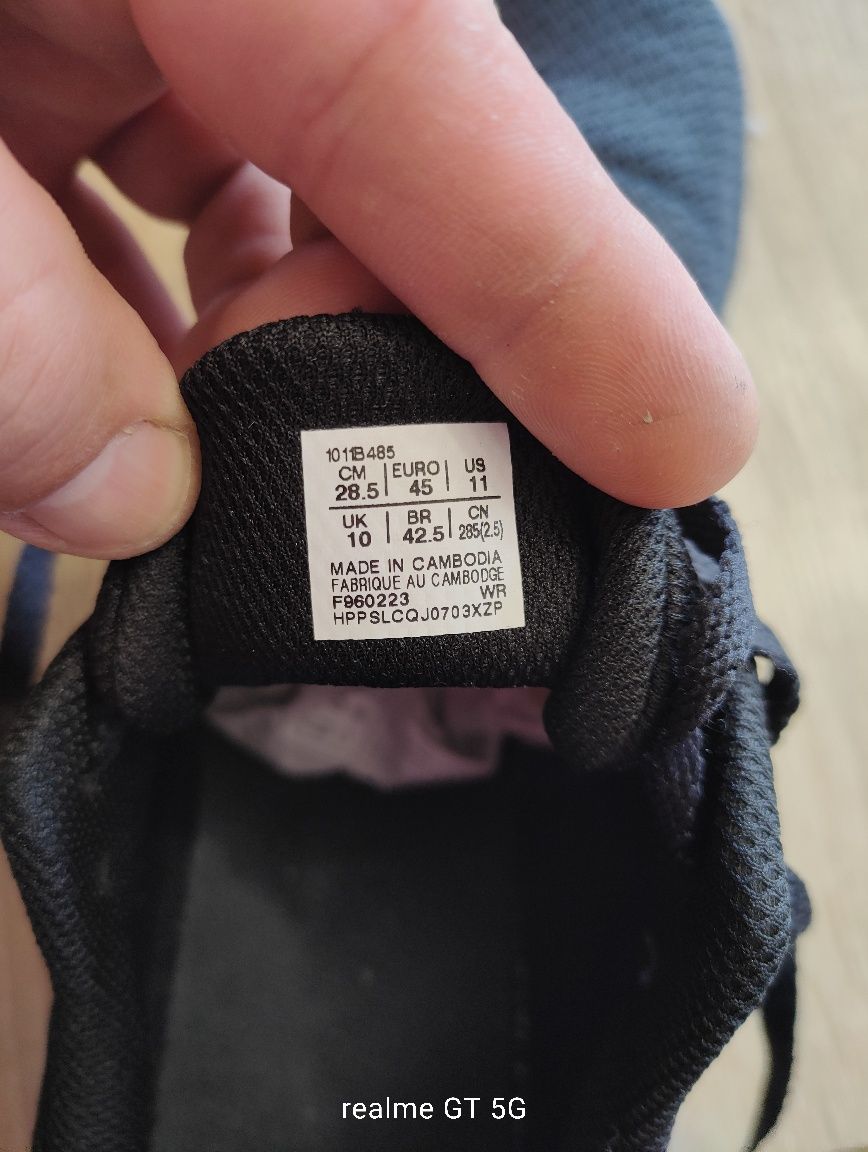 1011B485
CM EURO US
28.5 45 11
UK BR CN
10 42.5 285(2.5)
MADE IN CAMBODIA
FABRIQUE AU CAMBODGE
F960223 WR
HPPSLCQJ0703XZP
realme GT 5G